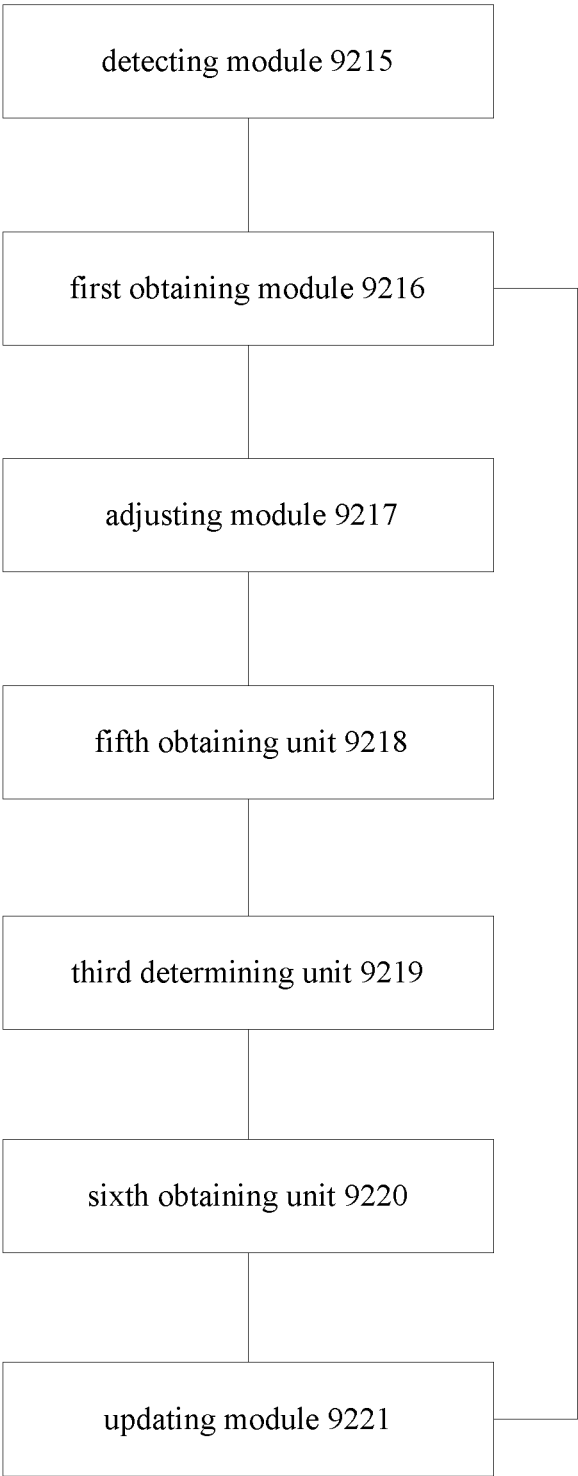 detecting module 9215
first obtaining module 9216
adjusting module 9217
fifth obtaining unit 9218
third determining unit 9219
sixth obtaining unit 9220
updating module 9221